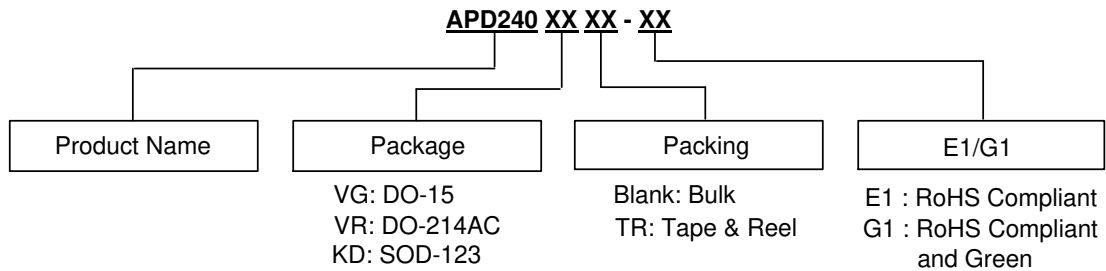 APD240 XX XX - XX
Product Name
Package
Packing
E1/G1
VG: DO-15
VR: DO-214AC
KD: SOD-123
Blank: Bulk
TR: Tape & Reel
E1 : RoHS Compliant
G1 : RoHS Compliant
and Green